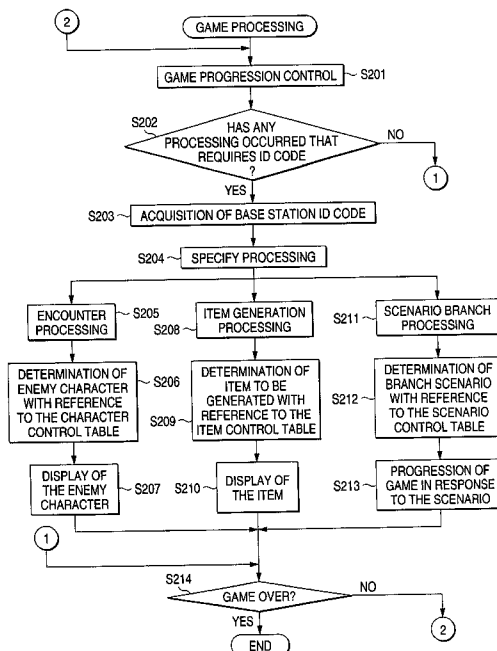 GAME PROCESSING
2
GAME PROGRESSION CONTROL
S201
S202
HAS ANY
PROCESSING OCCURRED THAT
REQUIRES ID CODE
?
NO
1
YES
S203
ACQUISITION OF BASE STATION ID CODE
S204
SPECIFY PROCESSING
ENCOUNTER
PROCESSING
S205
DETERMINATION OF
ENEMY CHARACTER
WITH REFERENCE
TO THE CHARACTER
CONTROL TABLE
S206
DISPLAY OF
THE ENEMY
CHARACTER
S207
S208
ITEM GENERATION
PROCESSING
DETERMINATION OF
ITEM TO BE
GENERATED WITH
REFERENCE TO THE
ITEM CONTROL TABLE
S209
S210
DISPLAY OF
THE ITEM
S211
SCENARIO BRANCH
PROCESSING
S212
DETERMINATION OF
BRANCH SCENARIO
WITH REFERENCE
TO THE SCENARIO
CONTROL TABLE
S213
PROGRESSION OF
GAME IN RESPONSE
TO THE SCENARIO
1
S214
GAME OVER?
NO
2
YES
END